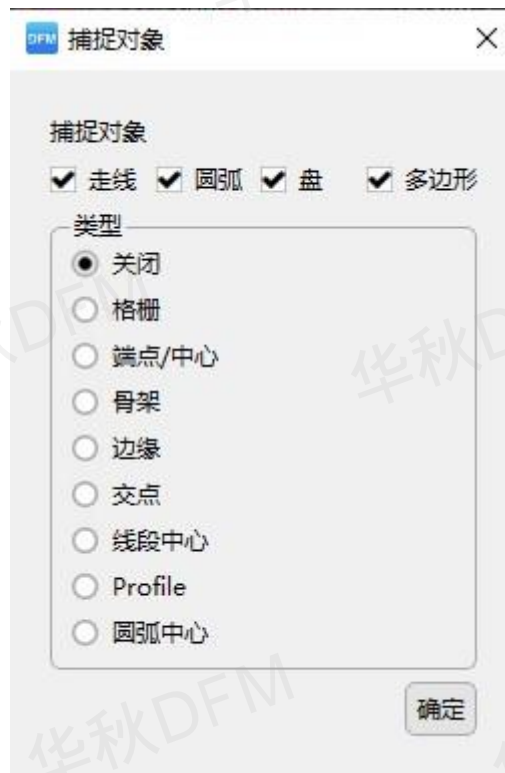 DFM 捕捉对象
捕捉对象
走线 圆弧 盘 多边形
类型
关闭
格栅
端点/中心
骨架
边缘
交点
线段中心
Profile
圆弧中心
确定
华秋DFM
华秋DFM